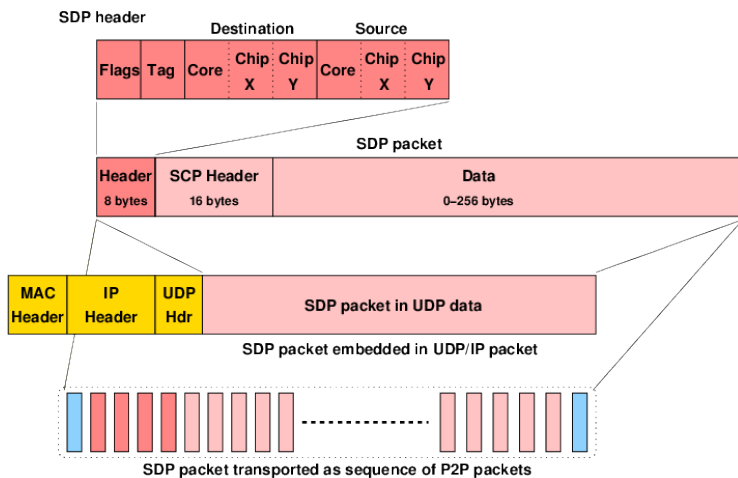 SDP header
Destination Source
Flags Tag Core Chip X Chip Y Core Chip X Chip Y
SDP packet
Header SCP Header Data
8 bytes 16 bytes 0–256 bytes
MAC Header IP Header UDP Hdr SDP packet in UDP data
SDP packet embedded in UDP/IP packet
SDP packet transported as sequence of P2P packets